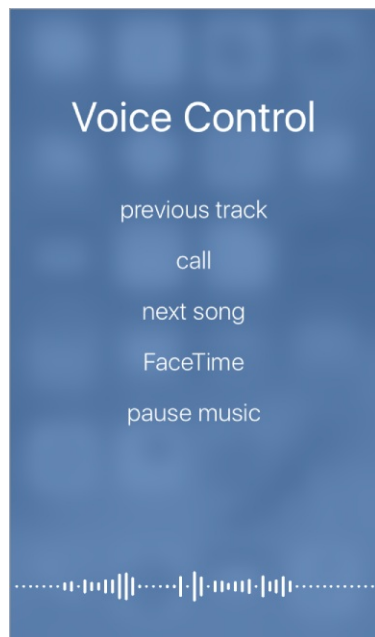 Voice Control
previous track
call
next song
FaceTime
pause music